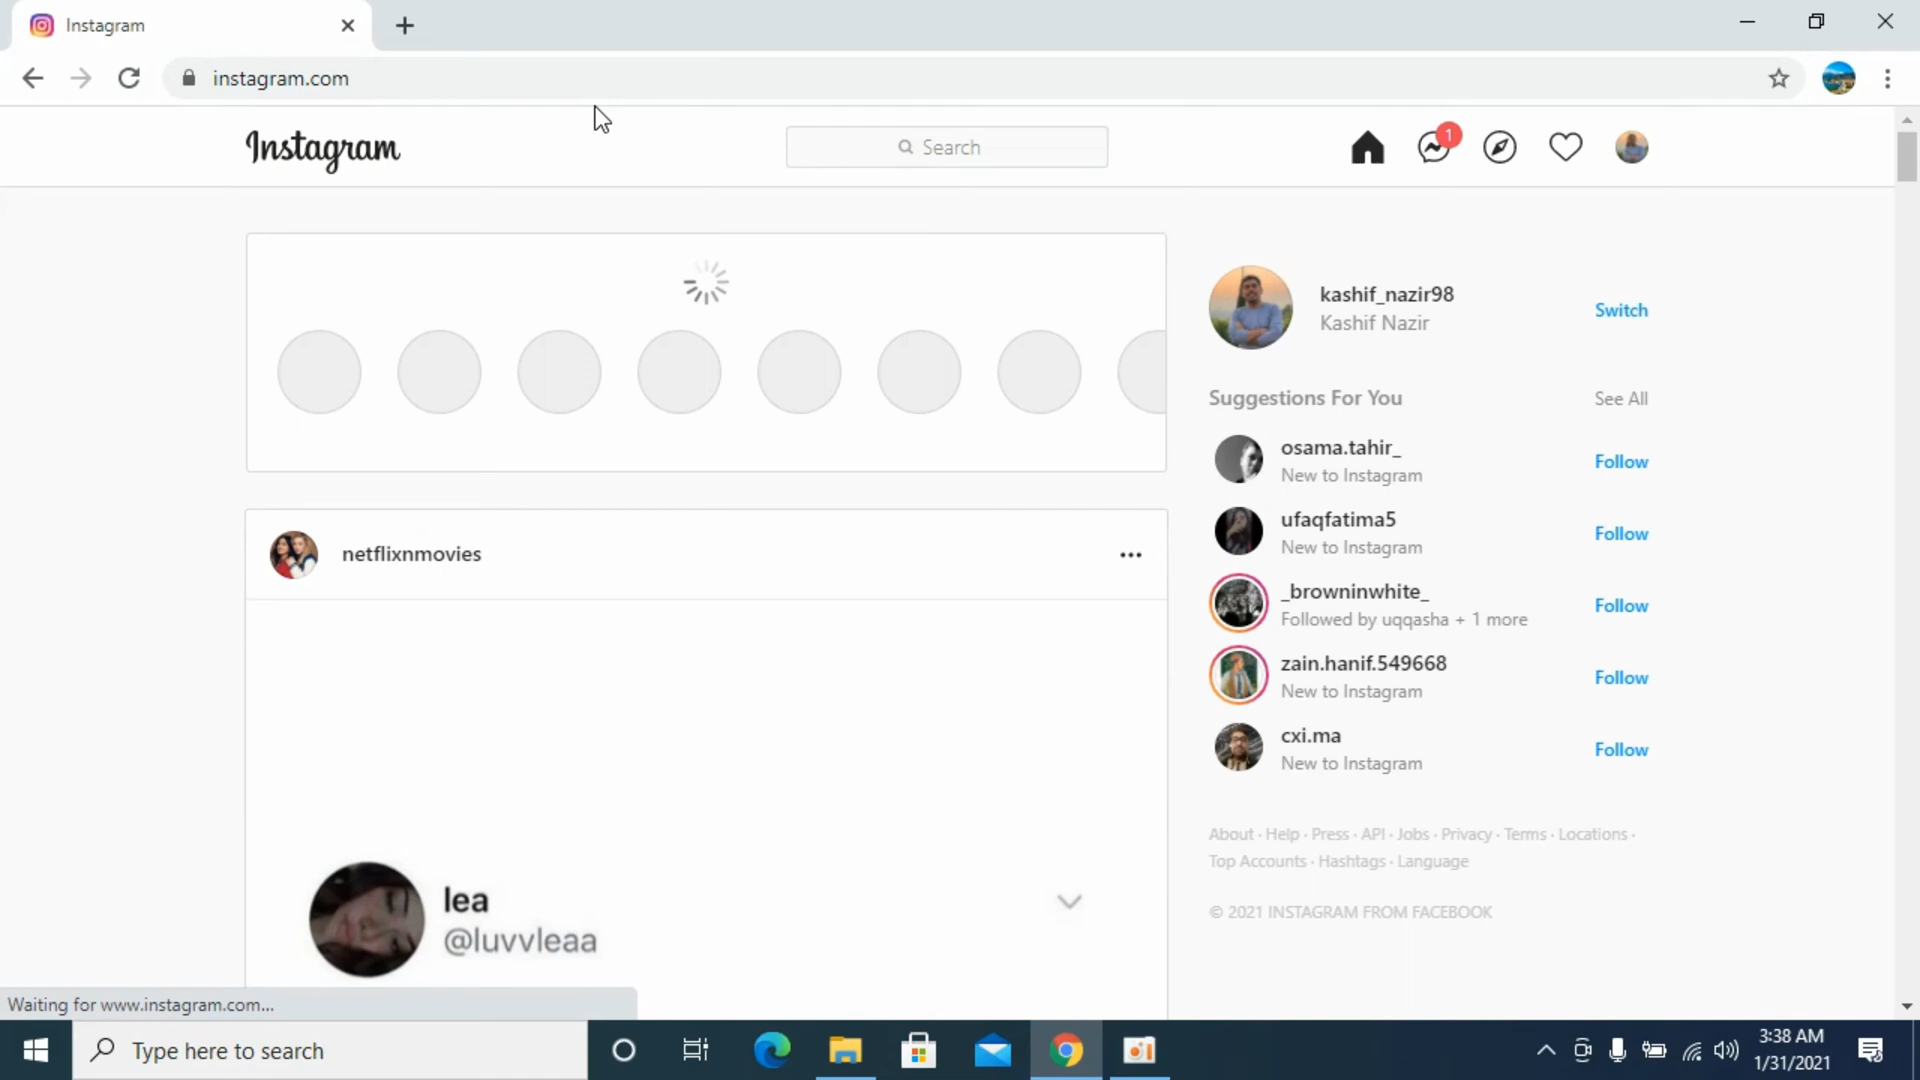 Instagram
instagram.com
Instagram
Search
1
kashif_nazir98
Kashif Nazir
Switch
Suggestions For You
See All
osama.tahir_
New to Instagram
Follow
ufaqfatima5
New to Instagram
Follow
_browninwhite_
Followed by uqqasha + 1 more
Follow
zain.hanif.549668
New to Instagram
Follow
cxi.ma
New to Instagram
Follow
About · Help · Press · API · Jobs · Privacy · Terms · Locations ·
Top Accounts · Hashtags · Language
© 2021 INSTAGRAM FROM FACEBOOK
netflixnmovies
lea
@luvvleaa
Waiting for www.instagram.com...
Type here to search
3:38 AM
1/31/2021